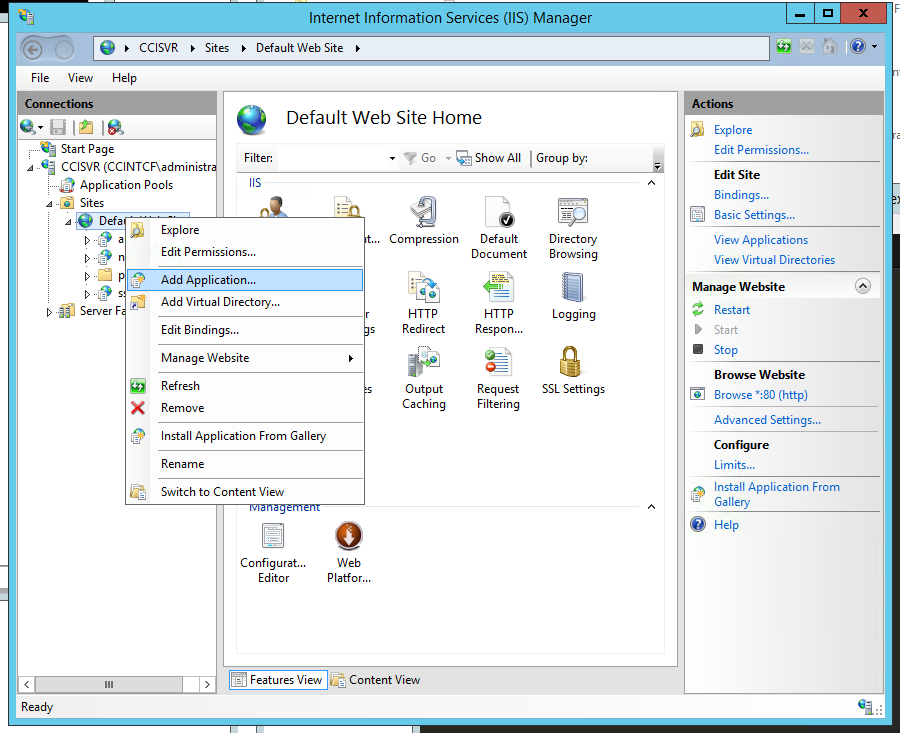 Internet Information Services (IIS) Manager
CCISVR Sites Default Web Site
File View Help
Connections
Start Page
CCISVR (CCINTCF\administra
Application Pools
Sites
Server Fa
Explore
Edit Permissions...
Add Application...
Add Virtual Directory...
Edit Bindings...
Manage Website
Refresh
Remove
Install Application From Gallery
Rename
Switch to Content View
Default Web Site Home
Filter: Go Show All Group by:
IIS
Compression
Default
Document
Directory
Browsing
HTTP
Redirect
HTTP
Respon...
Logging
Output
Caching
Request
Filtering
SSL Settings
Management
Configurat...
Editor
Web
Platfor...
Features View Content View
Actions
Explore
Edit Permissions...
Edit Site
Bindings...
Basic Settings...
View Applications
View Virtual Directories
Manage Website
Restart
Start
Stop
Browse Website
Browse *:80 (http)
Advanced Settings...
Configure
Limits...
Install Application From
Gallery
Help
Ready